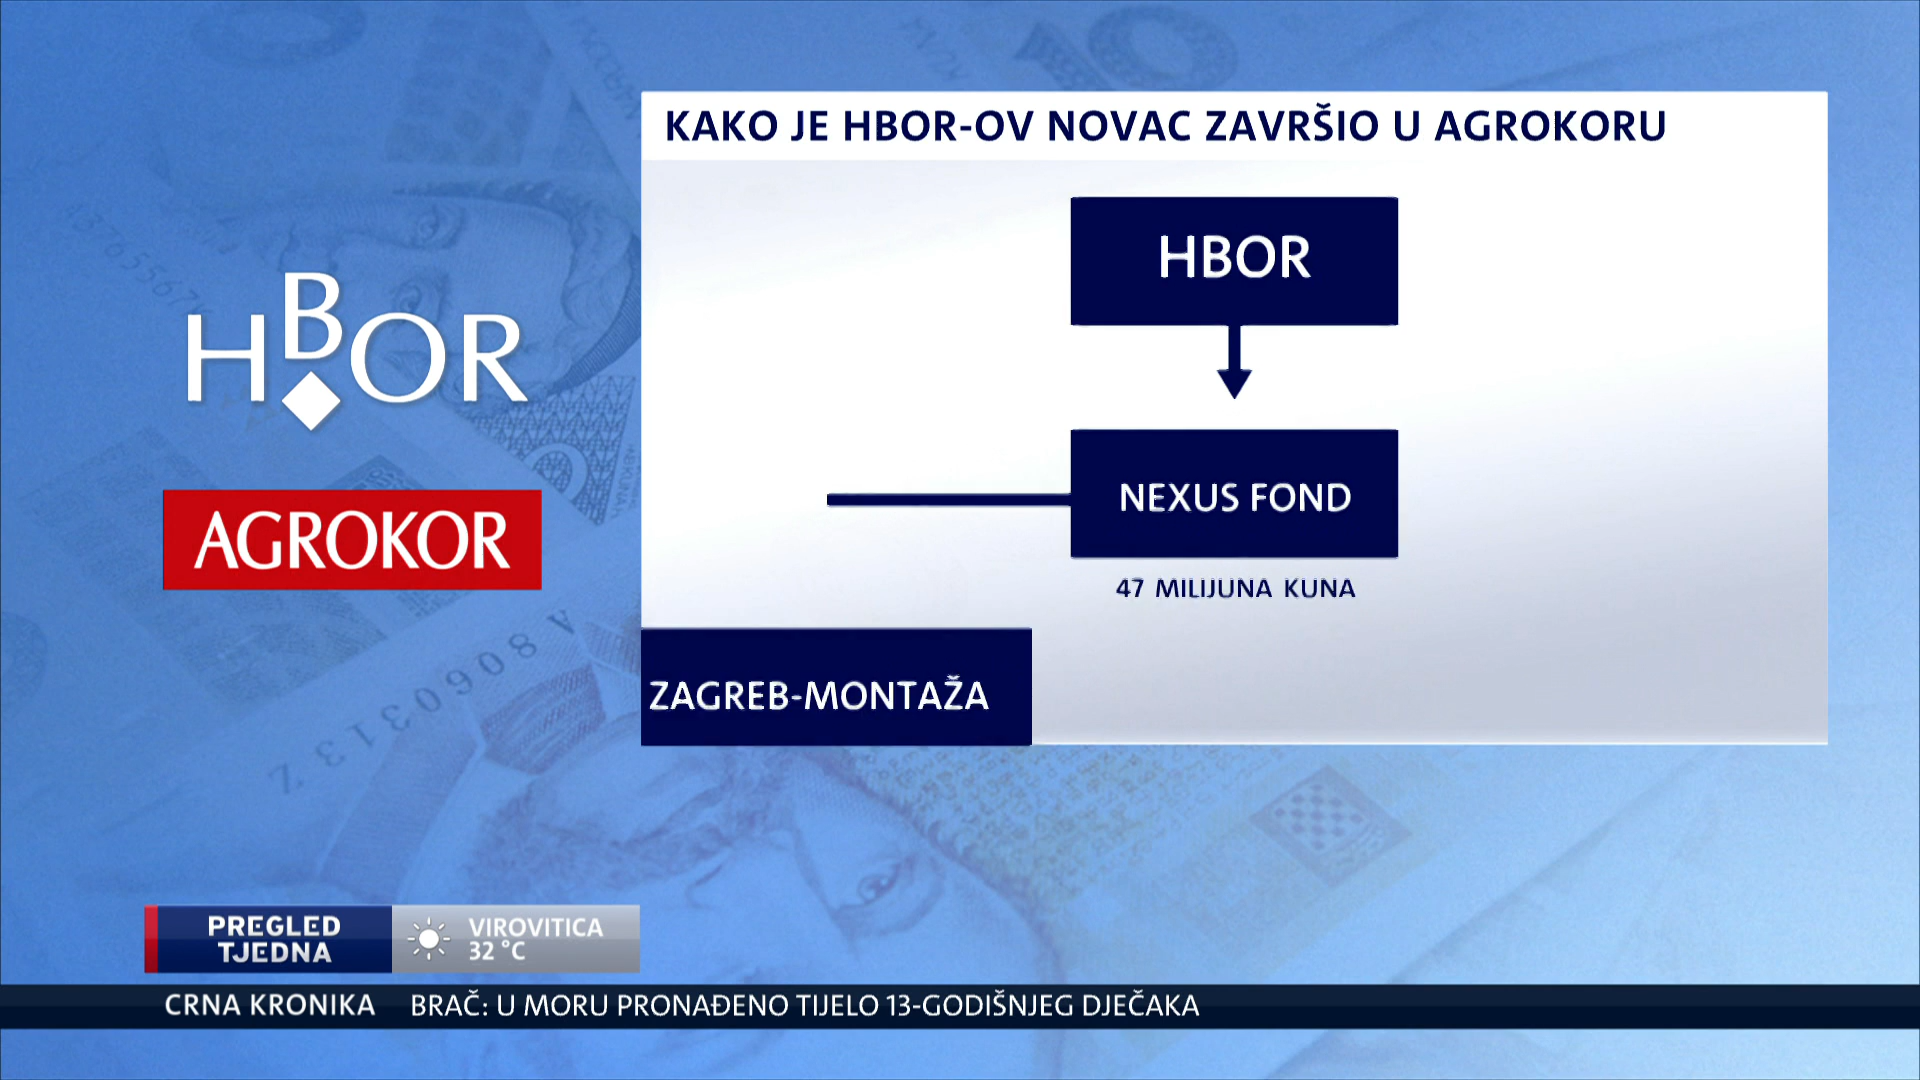 KAKO JE HBOR-OV NOVAC ZAVRŠIO U AGROKORU
HBOR
HBOR
AGROKOR
NEXUS FOND
47 MILIJUNA KUNA
ZAGREB-MONTAŽA
PREGLED
TJEDNA
VIROVITICA
32 °C
CRNA KRONIKA BRAČ: U MORU PRONAĐENO TIJELO 13-GODIŠNJEG DJEČAKA